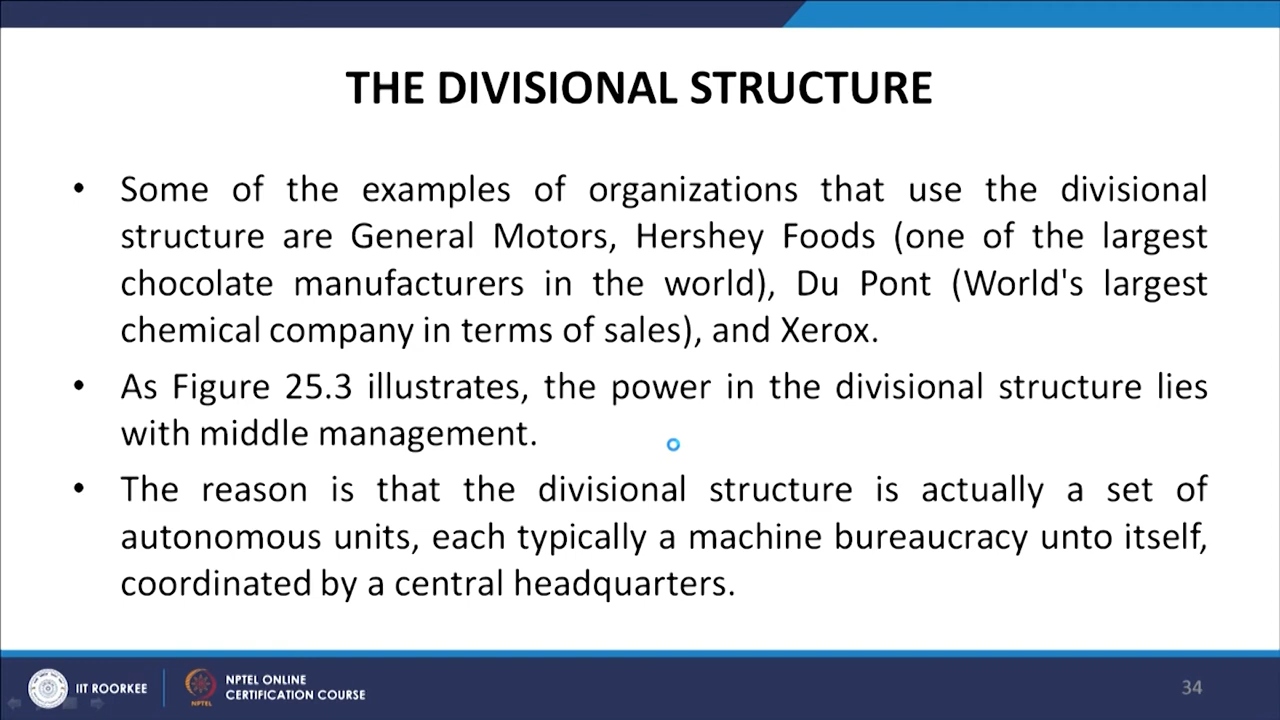 THE DIVISIONAL STRUCTURE
• Some of the examples of organizations that use the divisional
structure are General Motors, Hershey Foods (one of the largest
chocolate manufacturers in the world), Du Pont (World's largest
chemical company in terms of sales), and Xerox.
• As Figure 25.3 illustrates, the power in the divisional structure lies
with middle management.
• The reason is that the divisional structure is actually a set of
autonomous units, each typically a machine bureaucracy unto itself,
coordinated by a central headquarters.
IIT ROORKEE
NPTEL
NPTEL ONLINE
CERTIFICATION COURSE
34